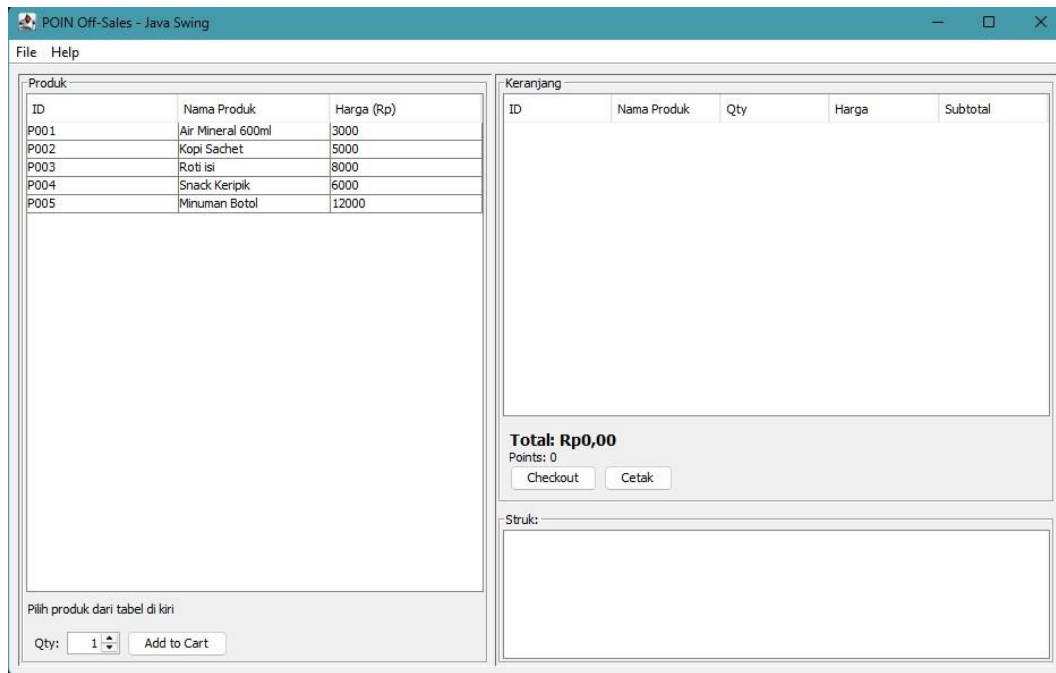 POIN Off-Sales - Java Swing
File Help
Produk
ID Nama Produk Harga (Rp)
P001 Air Mineral 600ml 3000
P002 Kopi Sachet 5000
P003 Roti isi 8000
P004 Snack Keripik 6000
P005 Minuman Botol 12000
Pilih produk dari tabel di kiri
Qty: 1 Add to Cart
Keranjang
ID Nama Produk Qty Harga Subtotal
Total: Rp0,00
Points: 0
Checkout Cetak
Struk: